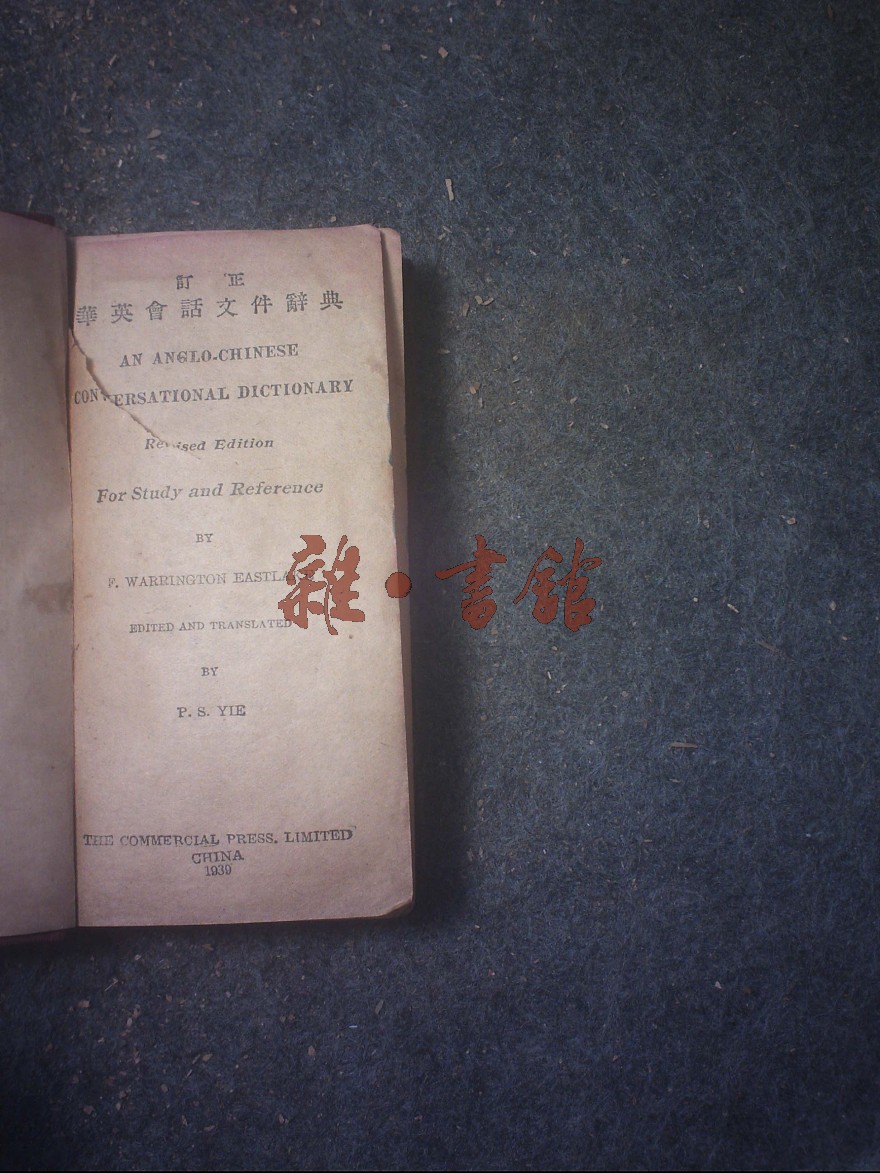 訂正
華英會話文件辭典
AN ANGLO-CHINESE
CONVERSATIONAL DICTIONARY
Revised Edition
For Study and Reference
BY
F. WARRINGTON
EDITED AND TRANSLATED
BY
P. S. YIE
THE COMMERCIAL PRESS, LIMITED
CHINA
1939
雜·書館